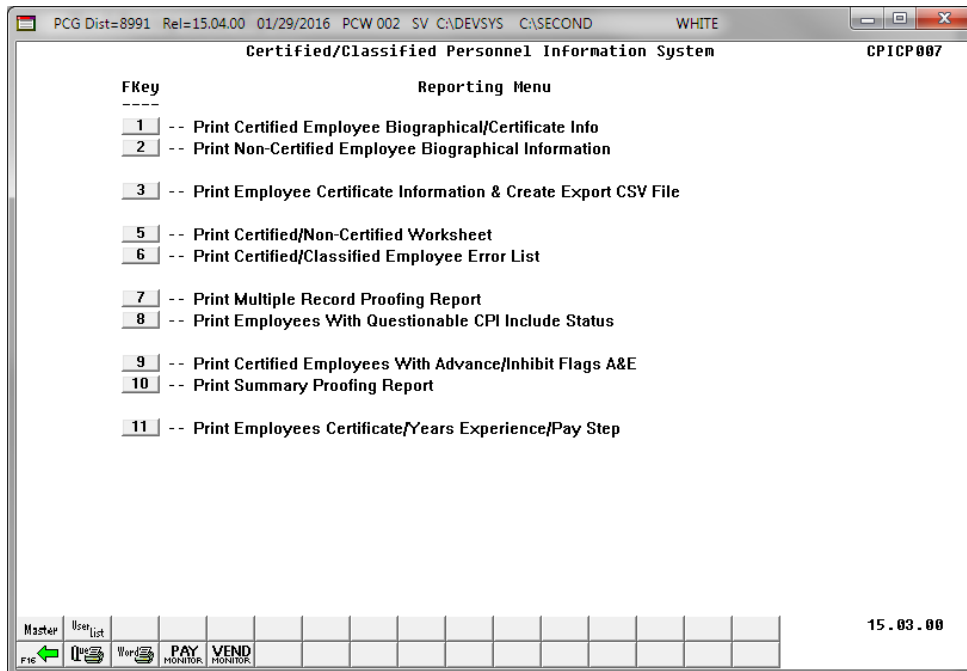 PCG Dist=8991 Rel=15.04.00 01/29/2016 PCW 002 SV C:\DEVSYS C:\SECOND WHITE
Certified/Classified Personnel Information System CPICP007
FKey Reporting Menu
----
1 -- Print Certified Employee Biographical/Certificate Info
2 -- Print Non-Certified Employee Biographical Information
3 -- Print Employee Certificate Information & Create Export CSV File
5 -- Print Certified/Non-Certified Worksheet
6 -- Print Certified/Classified Employee Error List
7 -- Print Multiple Record Proofing Report
8 -- Print Employees With Questionable CPI Include Status
9 -- Print Certified Employees With Advance/Inhibit Flags A&E
10 -- Print Summary Proofing Report
11 -- Print Employees Certificate/Years Experience/Pay Step
Master User List 15.03.00
F16 Que Word PAY MONITOR VEND MONITOR